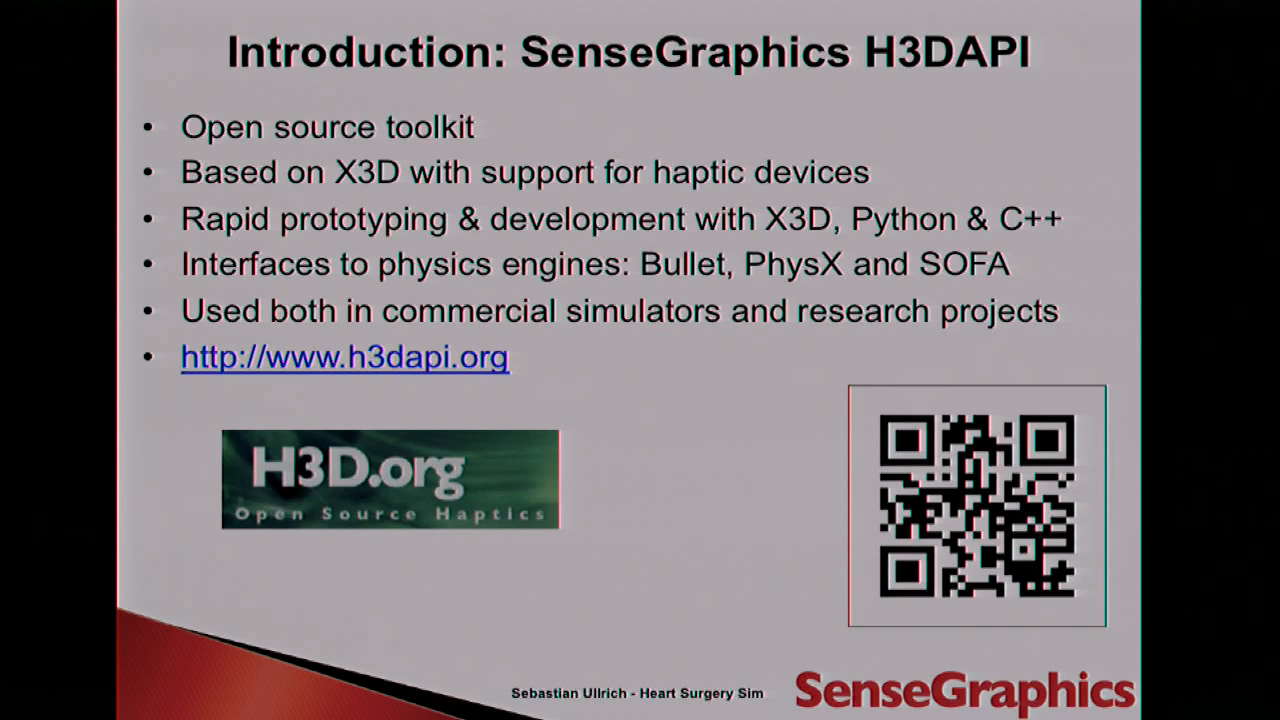 Introduction: SenseGraphics H3DAPI
• Open source toolkit
• Based on X3D with support for haptic devices
• Rapid prototyping & development with X3D, Python & C++
• Interfaces to physics engines: Bullet, PhysX and SOFA
• Used both in commercial simulators and research projects
• http://www.h3dapi.org
H3D.org
Open Source Haptics
Sebastian Ullrich - Heart Surgery Sim
SenseGraphics